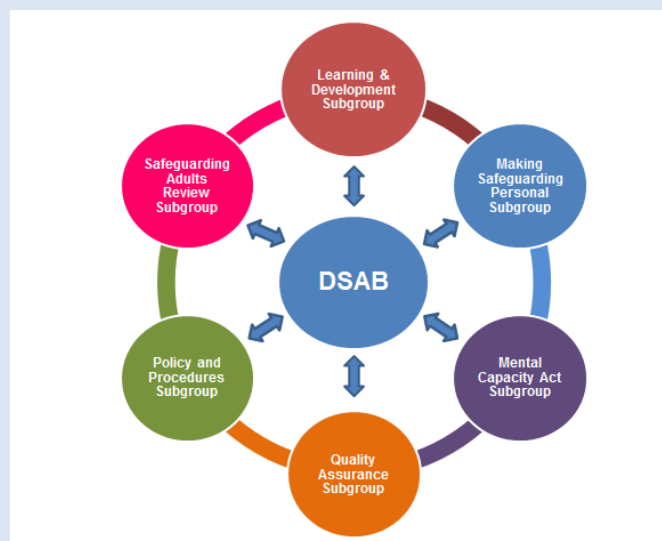 Learning &
Development
Subgroup
Safeguarding
Adults
Review
Subgroup
Making
Safeguarding
Personal
Subgroup
DSAB
Policy and
Procedures
Subgroup
Mental
Capacity Act
Subgroup
Quality
Assurance
Subgroup